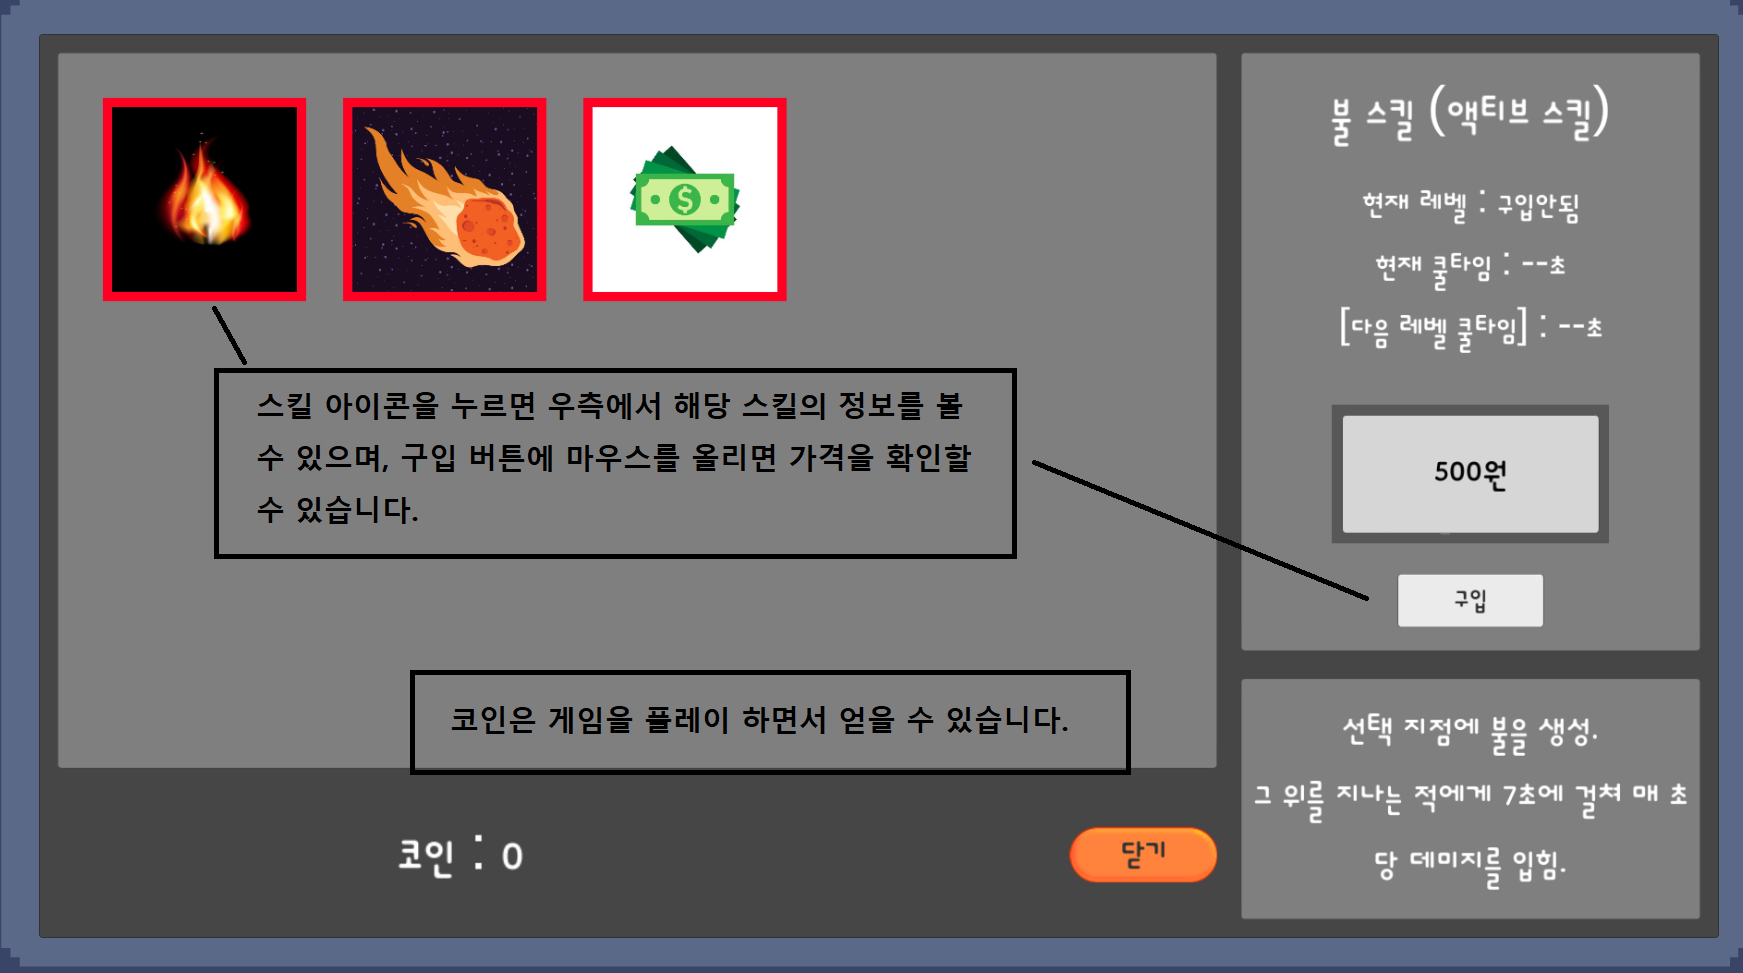 스킬 아이콘을 누르면 우측에서 해당 스킬의 정보를 볼
수 있으며, 구입 버튼에 마우스를 올리면 가격을 확인할
수 있습니다.
코인은 게임을 플레이 하면서 얻을 수 있습니다.
코인 : 0
닫기
불 스킬 (액티브 스킬)
현재 레벨 : 구입안됨
현재 쿨타임 : --초
[다음 레벨 쿨타임] : --초
500원
구입
선택 지점에 불을 생성.
그 위를 지나는 적에게 7초에 걸쳐 매 초
당 데미지를 입힘.